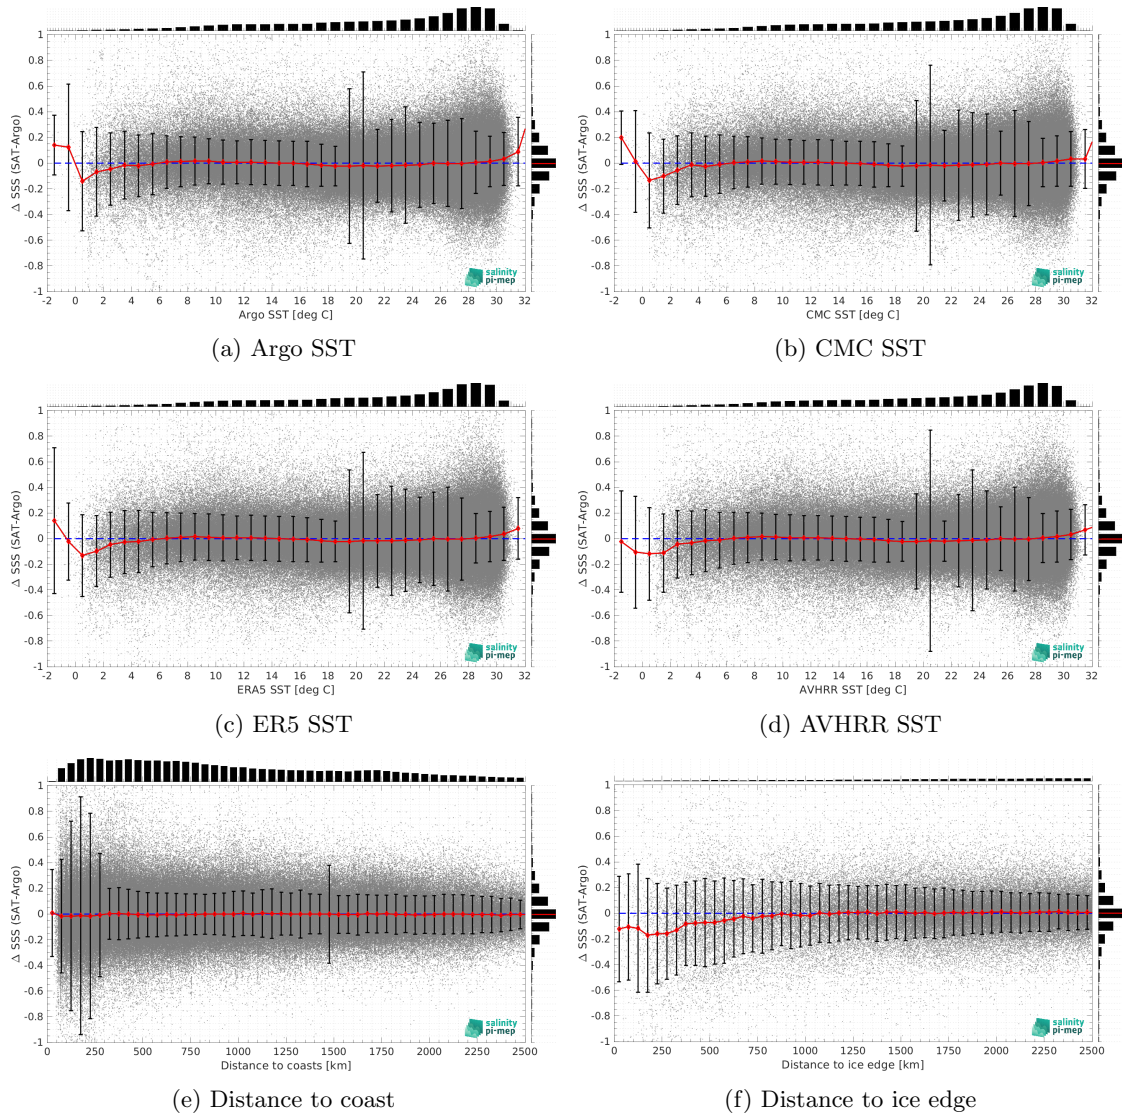 1
0.8
0.6
0.4
0.2
0
-0.2
-0.4
-0.6
-0.8
-1
Δ SSS (SAT-Argo)
-2 0 2 4 6 8 10 12 14 16 18 20 22 24 26 28 30 32
Argo SST [deg C]
salinity
pi-mep
(a) Argo SST
1
0.8
0.6
0.4
0.2
0
-0.2
-0.4
-0.6
-0.8
-1
Δ SSS (SAT-Argo)
-2 0 2 4 6 8 10 12 14 16 18 20 22 24 26 28 30 32
CMC SST [deg C]
salinity
pi-mep
(b) CMC SST
1
0.8
0.6
0.4
0.2
0
-0.2
-0.4
-0.6
-0.8
-1
Δ SSS (SAT-Argo)
-2 0 2 4 6 8 10 12 14 16 18 20 22 24 26 28 30 32
ERA5 SST [deg C]
salinity
pi-mep
(c) ER5 SST
1
0.8
0.6
0.4
0.2
0
-0.2
-0.4
-0.6
-0.8
-1
Δ SSS (SAT-Argo)
-2 0 2 4 6 8 10 12 14 16 18 20 22 24 26 28 30 32
AVHRR SST [deg C]
salinity
pi-mep
(d) AVHRR SST
1
0.8
0.6
0.4
0.2
0
-0.2
-0.4
-0.6
-0.8
-1
Δ SSS (SAT-Argo)
0 250 500 750 1000 1250 1500 1750 2000 2250 2500
Distance to coasts [km]
salinity
pi-mep
(e) Distance to coast
1
0.8
0.6
0.4
0.2
0
-0.2
-0.4
-0.6
-0.8
-1
Δ SSS (SAT-Argo)
0 250 500 750 1000 1250 1500 1750 2000 2250 2500
Distance to ice edge [km]
salinity
pi-mep
(f) Distance to ice edge